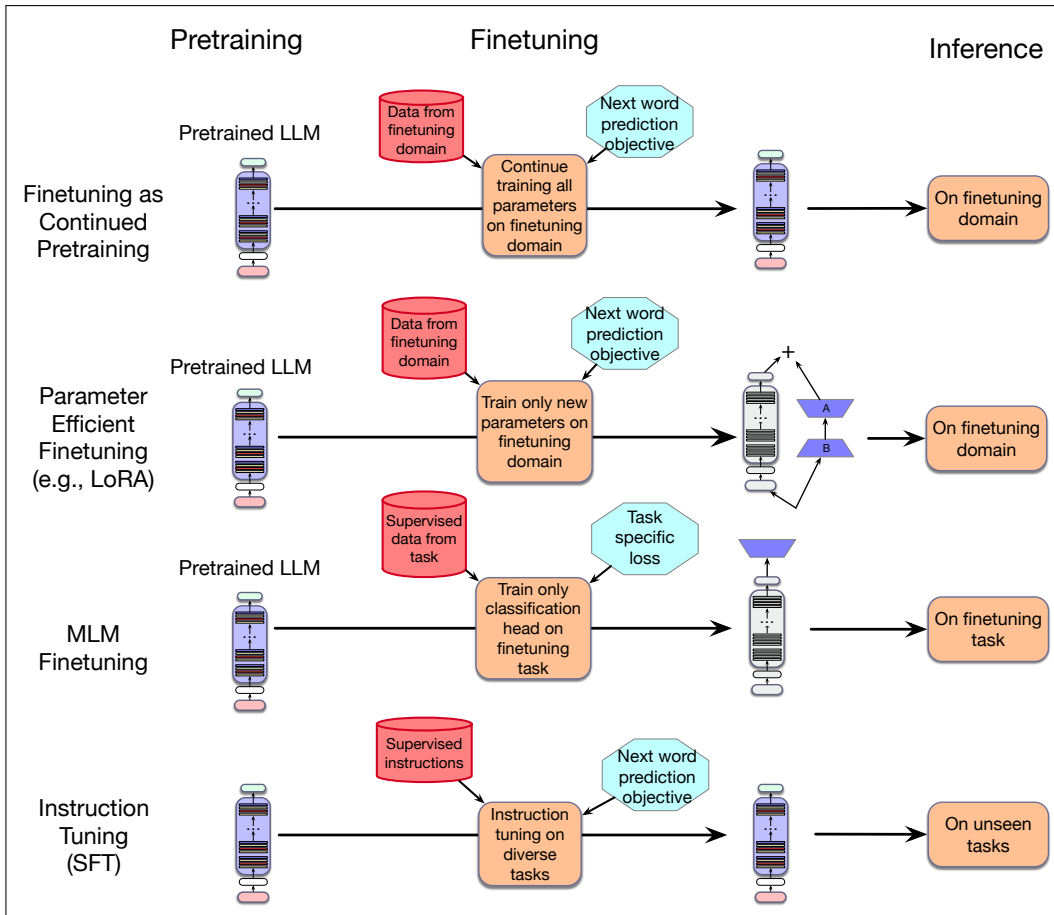 Pretraining
Finetuning
Inference
Finetuning as
Continued
Pretraining
Pretrained LLM
Data from
finetuning
domain
Next word
prediction
objective
Continue
training all
parameters
on finetuning
domain
On finetuning
domain
Parameter
Efficient
Finetuning
(e.g., LoRA)
Pretrained LLM
Data from
finetuning
domain
Next word
prediction
objective
Train only new
parameters on
finetuning
domain
+
A
B
On finetuning
domain
MLM
Finetuning
Pretrained LLM
Supervised
data from
task
Task
specific
loss
Train only
classification
head on
finetuning
task
On finetuning
task
Instruction
Tuning
(SFT)
Supervised
instructions
Next word
prediction
objective
Instruction
tuning on
diverse
tasks
On unseen
tasks